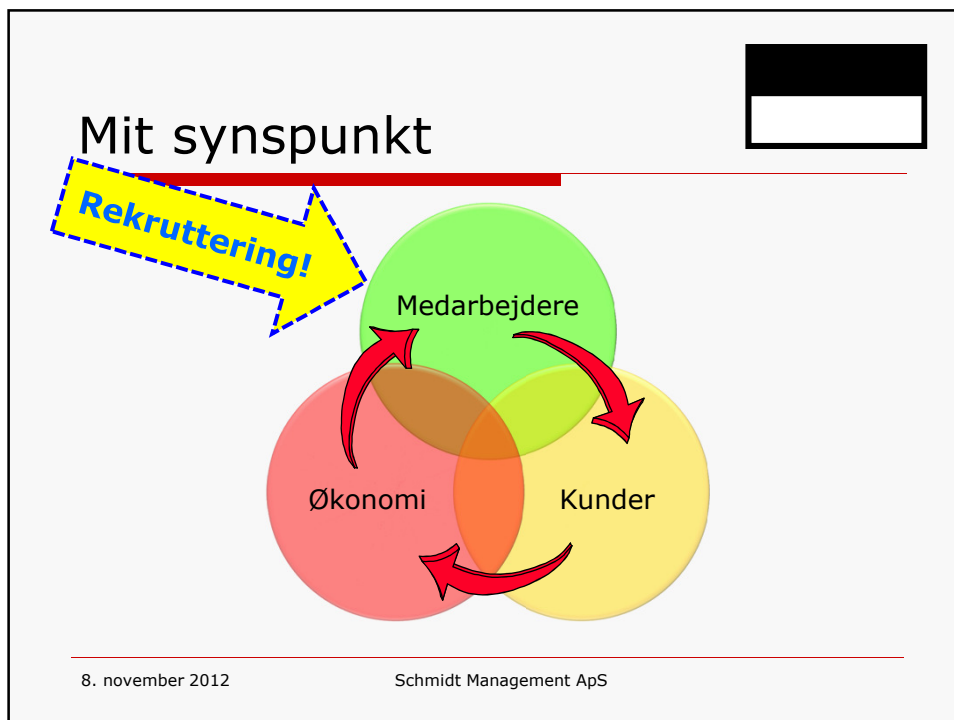 Mit synspunkt
Rekruttering!
Medarbejdere
Økonomi
Kunder
8. november 2012
Schmidt Management ApS